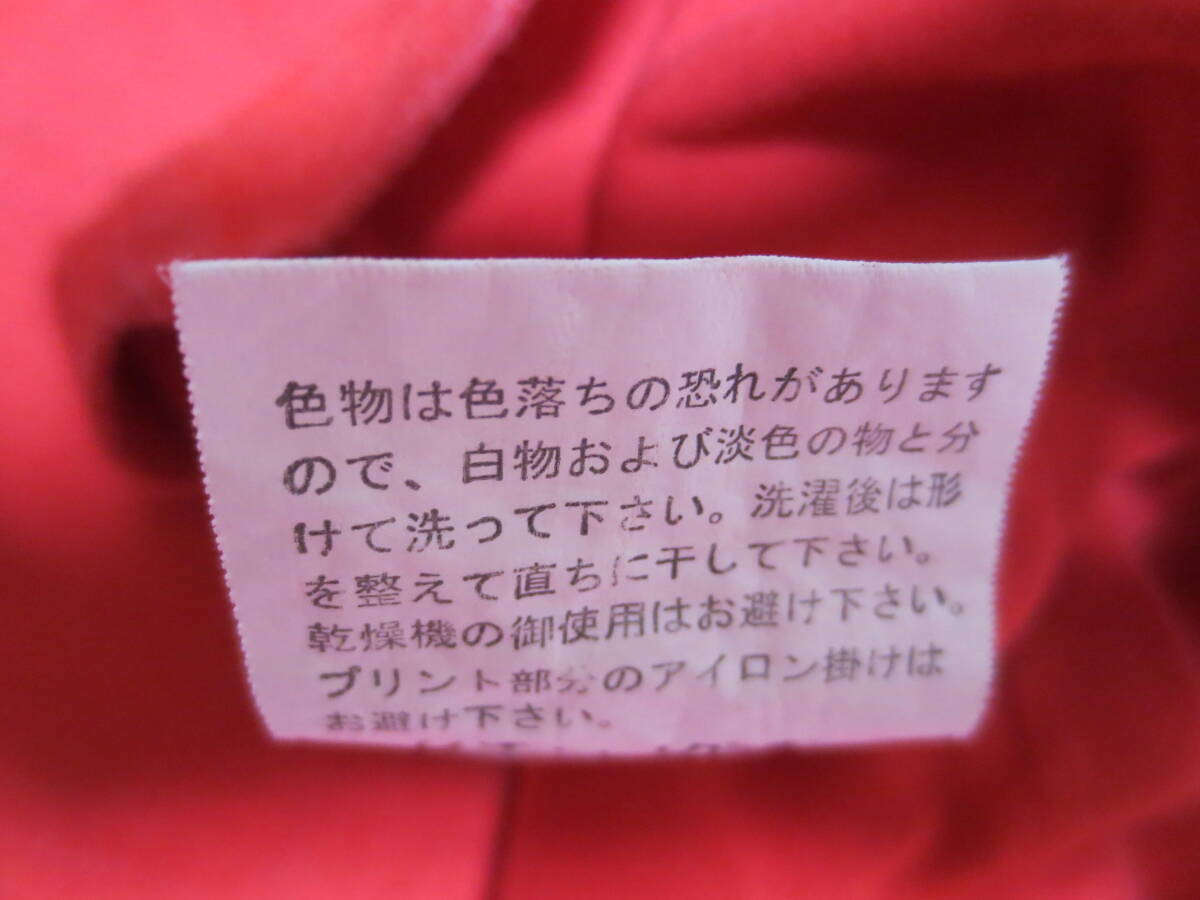 色物は色落ちの恐れがあります
ので、白物および淡色の物と分
けて洗って下さい。洗濯後は形
を整えて直ちに干して下さい。
乾燥機の御使用はお避け下さい。
プリント部分のアイロン掛けは
お避け下さい。